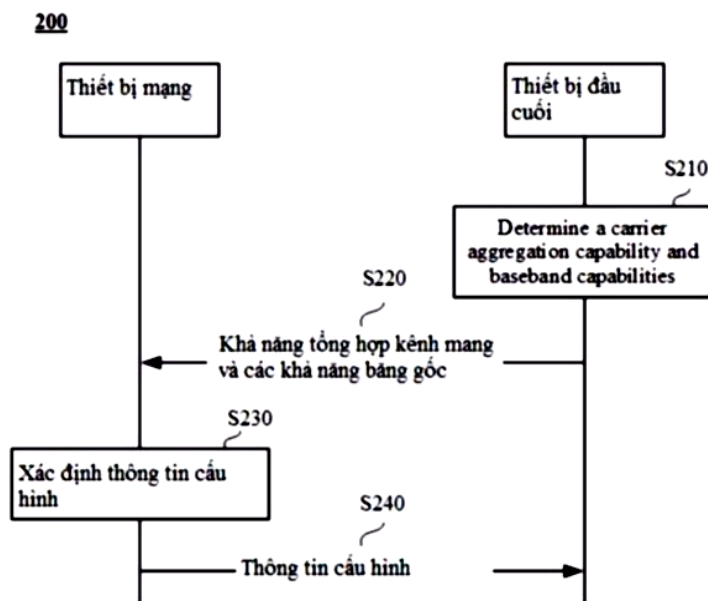 200
Thiết bị mạng
Thiết bị đầu
cuối
S210
Determine a carrier
aggregation capability and
baseband capabilities
S220
Khả năng tổng hợp kênh mang
và các khả năng băng gốc
S230
Xác định thông tin cấu
hình
S240
Thông tin cấu hình